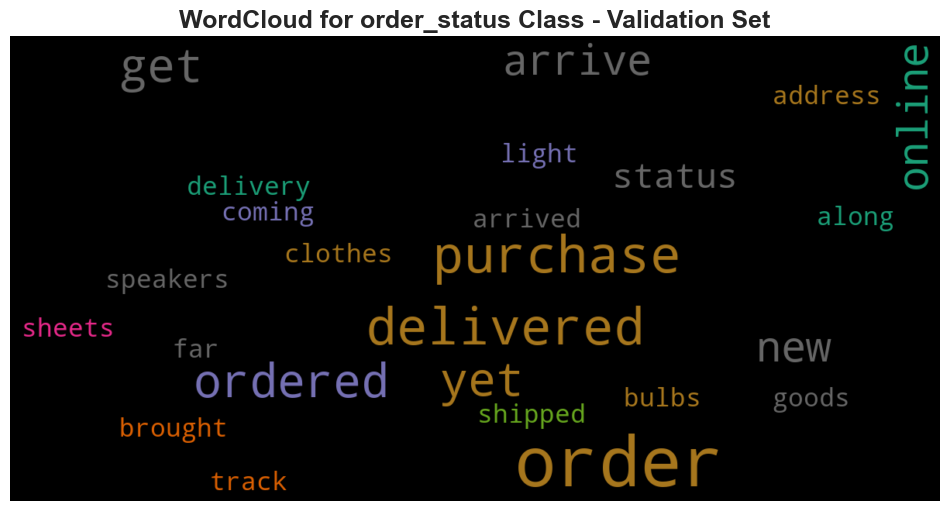 WordCloud for order_status Class - Validation Set
get
arrive
online
address
light
status
delivery
coming
arrived
along
clothes
purchase
speakers
sheets
delivered
far
new
ordered
yet
bulbs
goods
shipped
brought
order
track